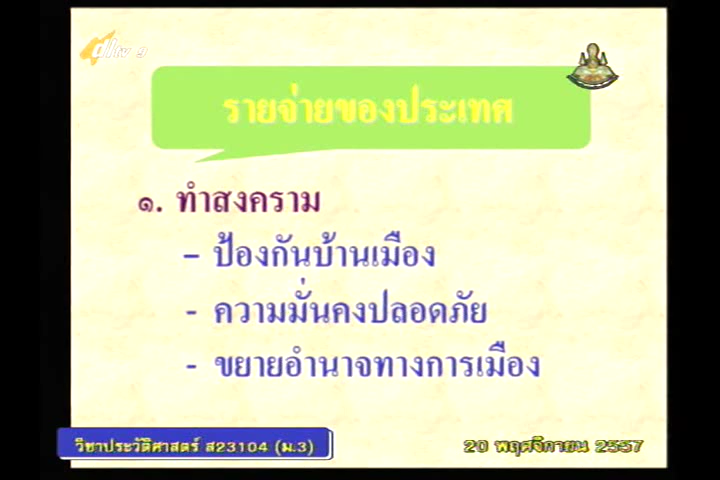 dltv ๑
รายจ่ายของประเทศ
๑. ทำสงคราม
– ป้องกันบ้านเมือง
- ความมั่นคงปลอดภัย
- ขยายอำนาจทางการเมือง
วิชาประวัติศาสตร์ ส23104 (ม.3)
20 พฤศจิกายน 2557